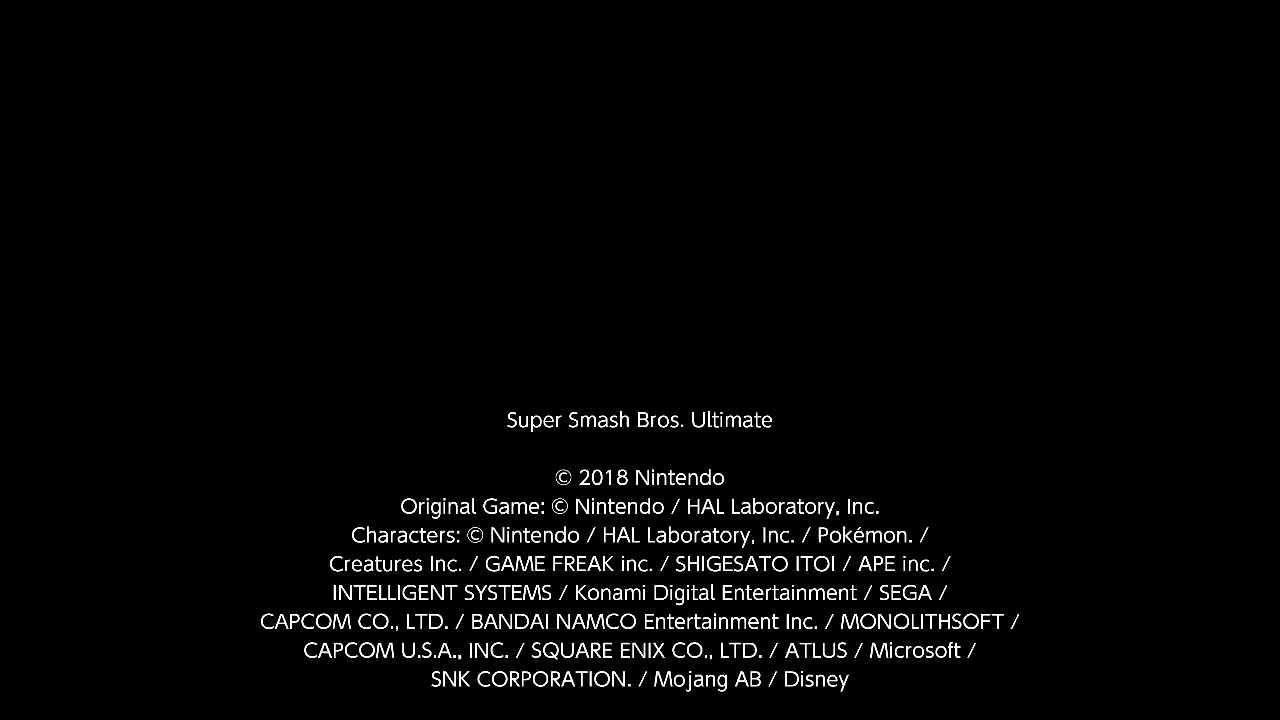 Super Smash Bros. Ultimate
© 2018 Nintendo
Original Game: © Nintendo / HAL Laboratory, Inc.
Characters: © Nintendo / HAL Laboratory, Inc. / Pokémon. /
Creatures Inc. / GAME FREAK inc. / SHIGESATO ITOI / APE inc. /
INTELLIGENT SYSTEMS / Konami Digital Entertainment / SEGA /
CAPCOM CO., LTD. / BANDAI NAMCO Entertainment Inc. / MONOLITHSOFT /
CAPCOM U.S.A., INC. / SQUARE ENIX CO., LTD. / ATLUS / Microsoft /
SNK CORPORATION. / Mojang AB / Disney